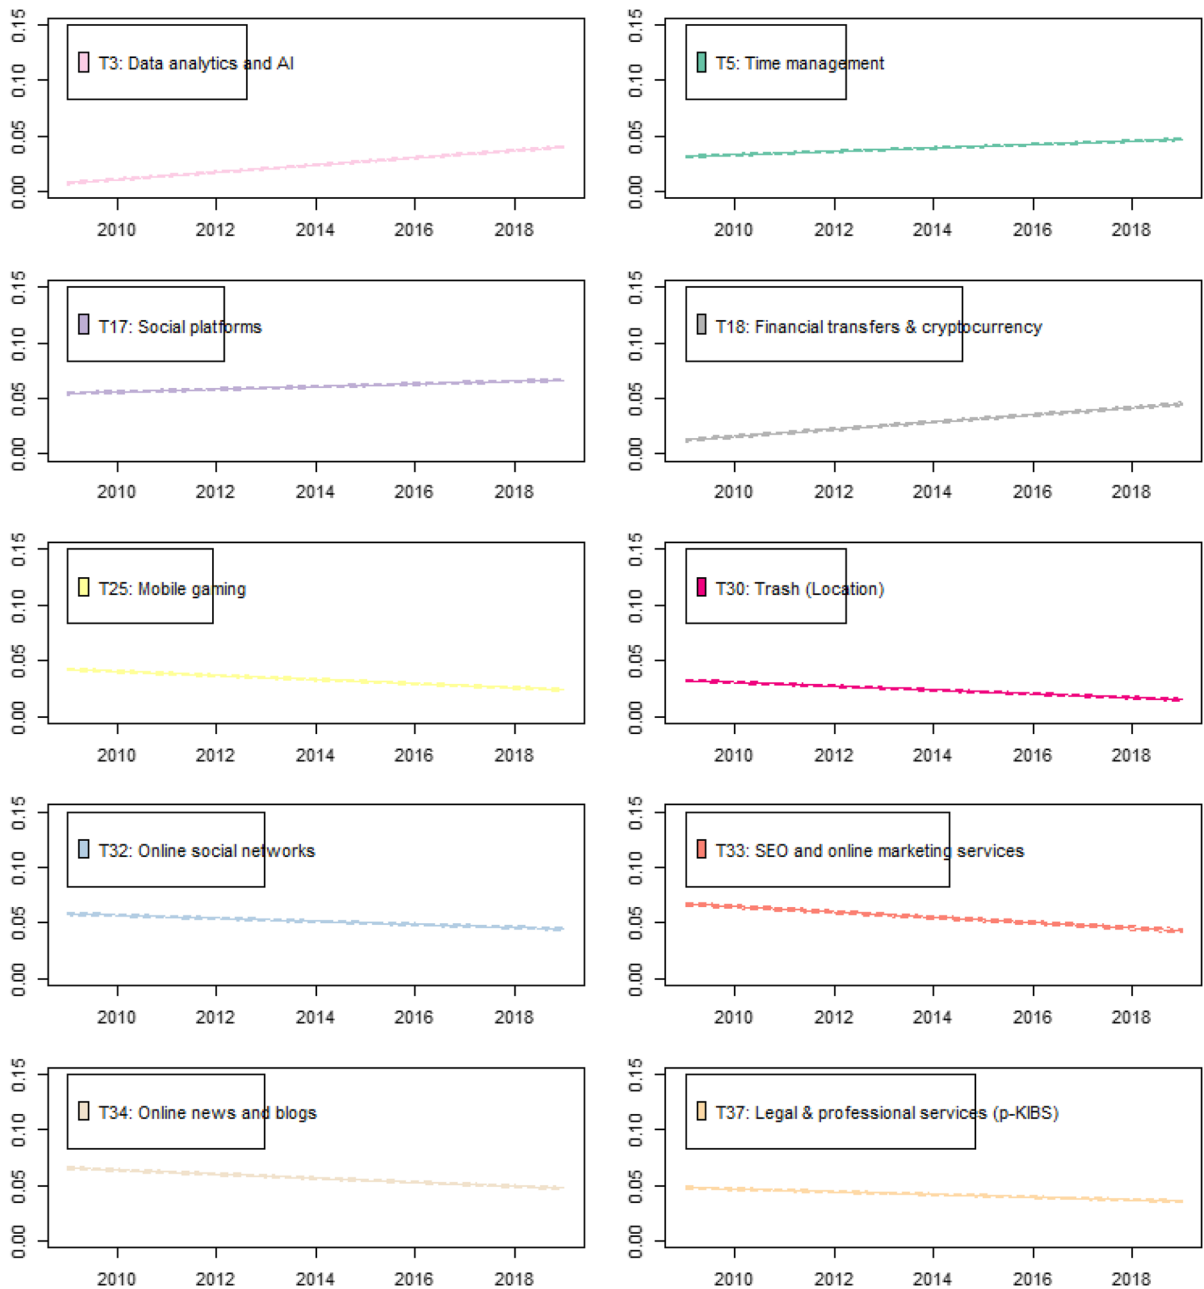 0.15
0.10
0.05
0.00
T3: Data analytics and AI
2010 2012 2014 2016 2018
0.15
0.10
0.05
0.00
T5: Time management
2010 2012 2014 2016 2018
0.15
0.10
0.05
0.00
T17: Social platforms
2010 2012 2014 2016 2018
0.15
0.10
0.05
0.00
T18: Financial transfers & cryptocurrency
2010 2012 2014 2016 2018
0.15
0.10
0.05
0.00
T25: Mobile gaming
2010 2012 2014 2016 2018
0.15
0.10
0.05
0.00
T30: Trash (Location)
2010 2012 2014 2016 2018
0.15
0.10
0.05
0.00
T32: Online social networks
2010 2012 2014 2016 2018
0.15
0.10
0.05
0.00
T33: SEO and online marketing services
2010 2012 2014 2016 2018
0.15
0.10
0.05
0.00
T34: Online news and blogs
2010 2012 2014 2016 2018
0.15
0.10
0.05
0.00
T37: Legal & professional services (p-KIBS)
2010 2012 2014 2016 2018